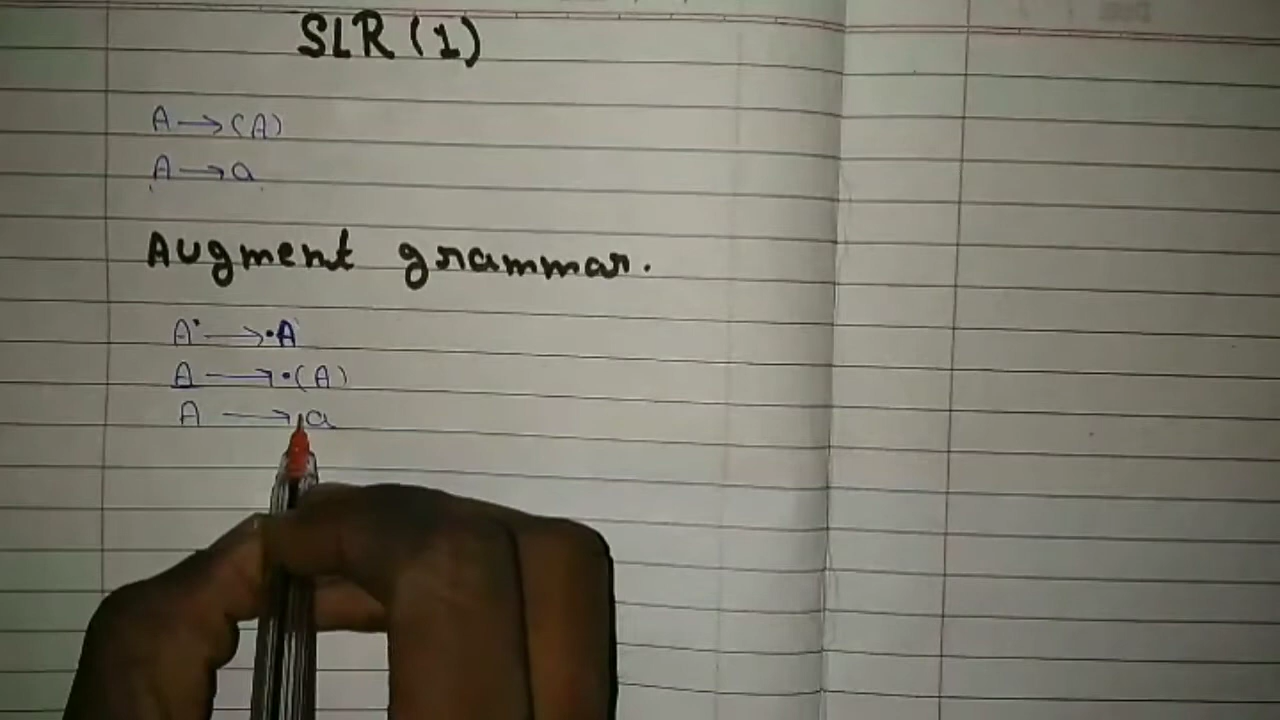 SLR (1)
A → (A)
A → a
Augment grammar.
A' → ·A
A → ·(A)
A → ·a